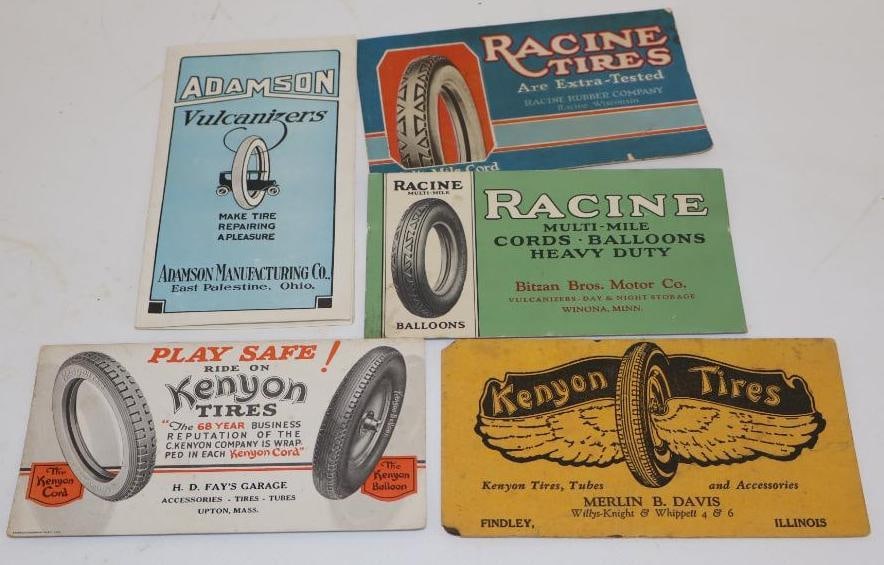 ADAMSON
Vulcanizers
MAKE TIRE
REPAIRING
A PLEASURE
ADAMSON MANUFACTURING CO.,
East Palestine, Ohio.
RACINE
TIRES
Are Extra-Tested
RACINE RUBBER COMPANY
Racine Wisconsin
Mile Cord
RACINE
MULTI-MILE
BALLOONS
RACINE
MULTI-MILE
CORDS · BALLOONS
HEAVY DUTY
Bitzan Bros. Motor Co.
VULCANIZERS - DAY & NIGHT STORAGE
WINONA, MINN.
PLAY SAFE!
RIDE ON
Kenyon
TIRES
"The 68 YEAR BUSINESS
REPUTATION OF THE
C.KENYON COMPANY IS WRAP-
PED IN EACH Kenyon Cord"
The
Kenyon
Cord
The
Kenyon
Balloon
H. D. FAY'S GARAGE
ACCESSORIES - TIRES - TUBES
UPTON, MASS.
Kenyon Tires
Kenyon Tires, Tubes and Accessories
MERLIN B. DAVIS
Willys-Knight & Whippett 4 & 6
FINDLEY, ILLINOIS